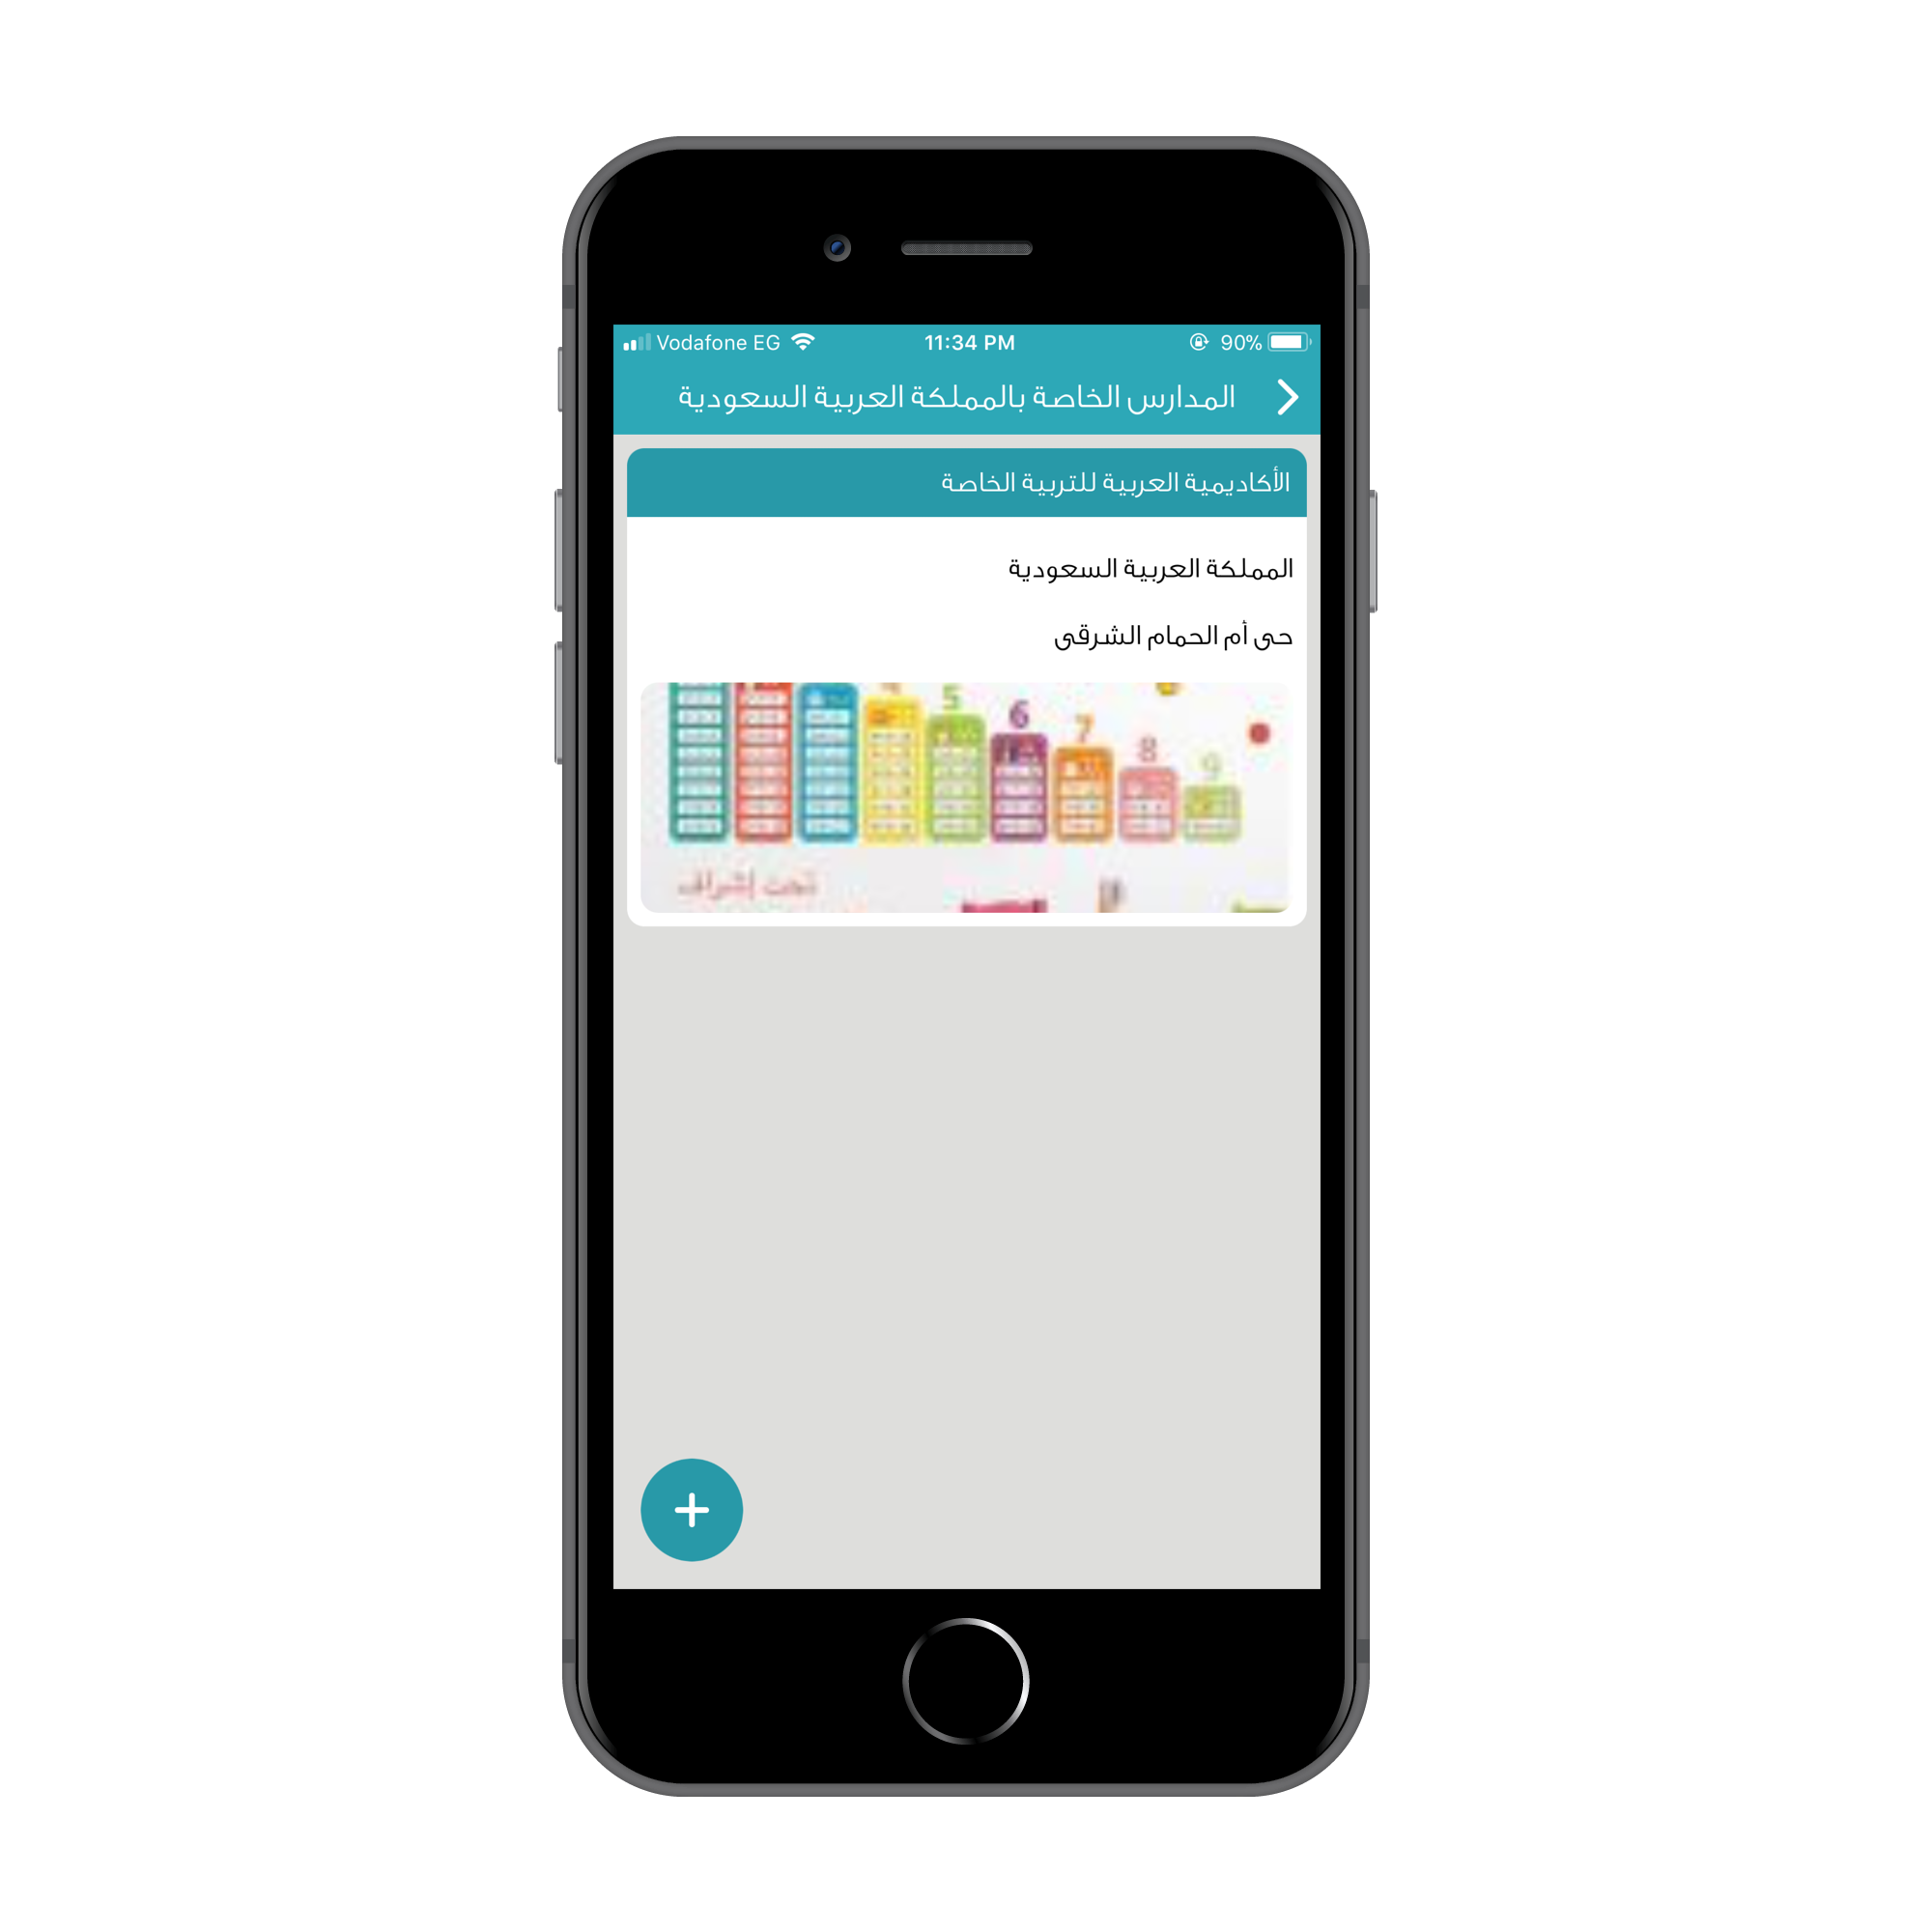 Vodafone EG
11:34 PM
90%
المدارس الخاصة بالمملكة العربية السعودية
الأكاديمية العربية للتربية الخاصة
المملكة العربية السعودية
حى أم الحمام الشرقى
5
6
7
8
9
تحت إشراف